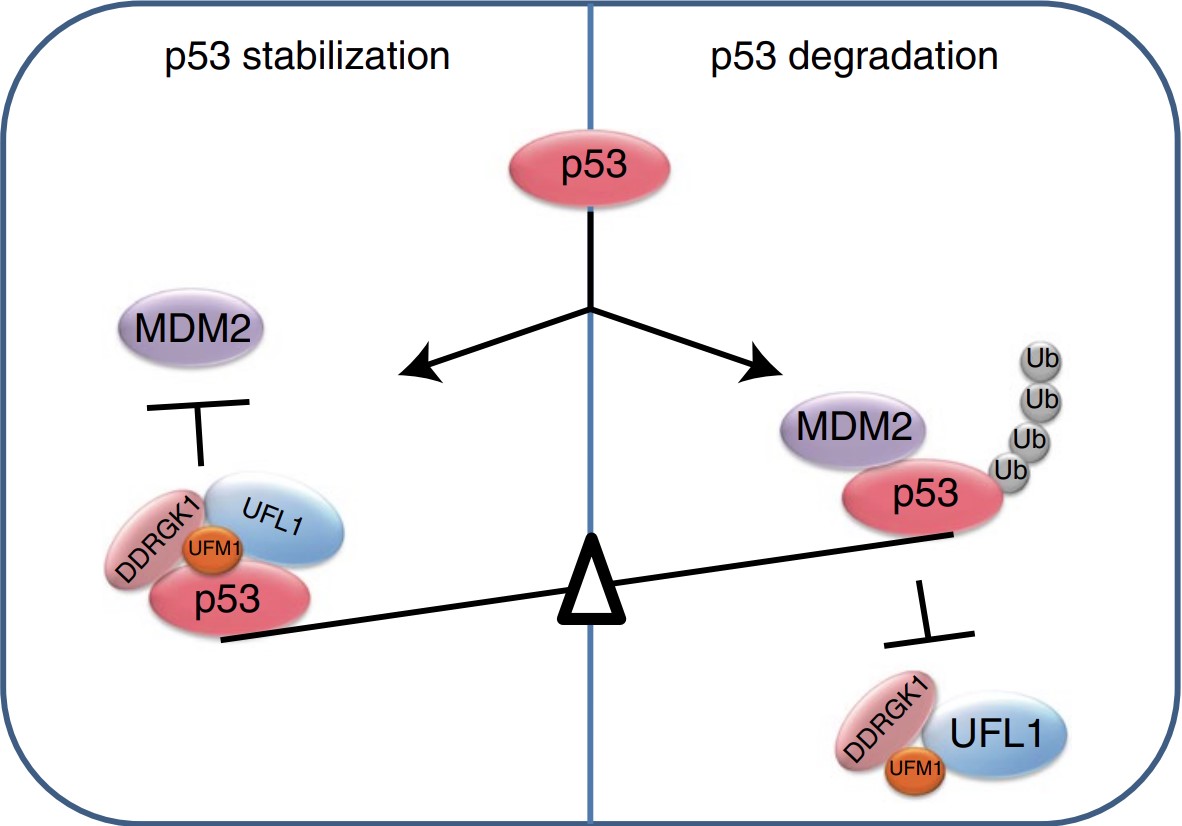 p53 stabilization
p53 degradation
p53
MDM2
DDRGK1
UFL1
UFM1
p53
Ub
Ub
Ub
Ub
MDM2
p53
DDRGK1
UFL1
UFM1